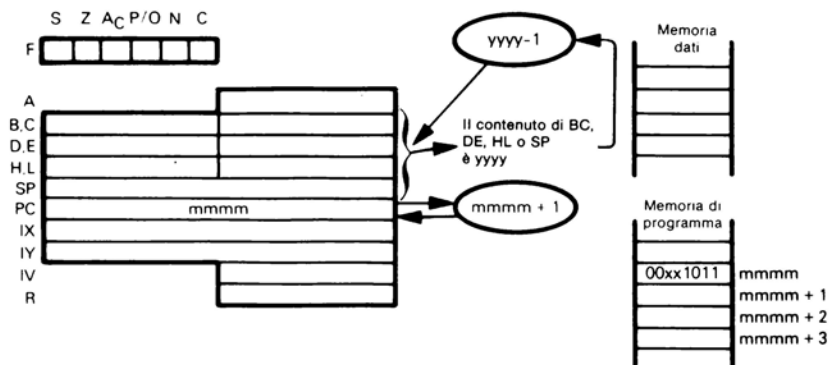 S Z AC P/O N C
F
A
B.C
D.E
H.L
SP
PC mmmm
IX
IY
IV
R
yyyy-1
Il contenuto di BC,
DE, HL o SP
è yyyy
mmmm + 1
Memoria
dati
Memoria di
programma
00xx1011 mmmm
mmmm + 1
mmmm + 2
mmmm + 3